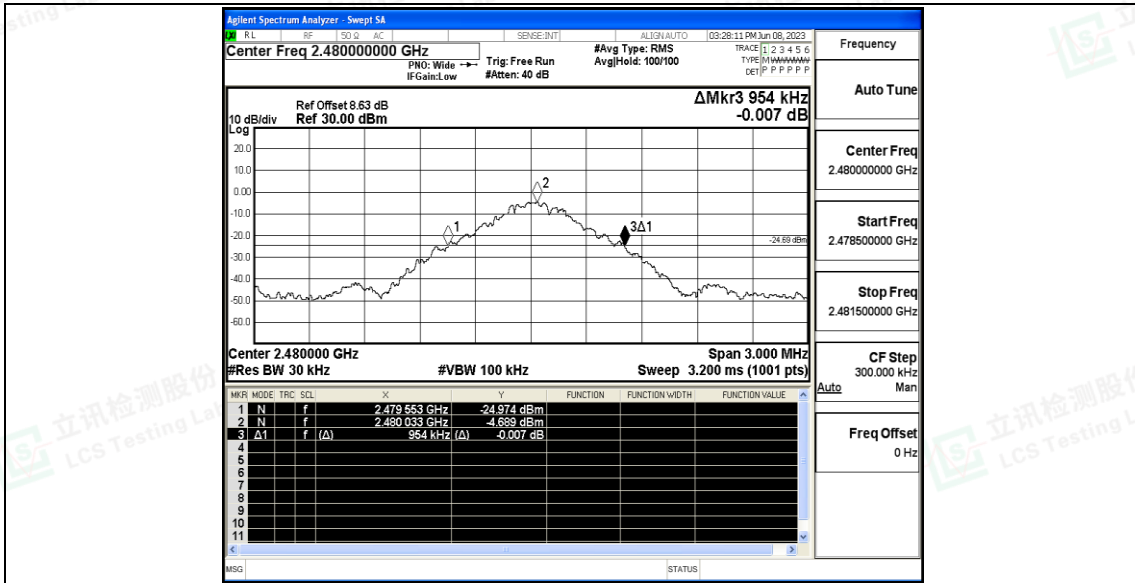 Agilent Spectrum Analyzer - Swept SA
LXI RL RF 50 Ω AC SENSE:INT ALIGN AUTO 03:28:11 PM Jun 08, 2023
Center Freq 2.480000000 GHz #Avg Type: RMS TRACE 1 2 3 4 5 6
PNO: Wide Trig: Free Run Avg|Hold: 100/100 TYPE M WWWWW
IFGain:Low #Atten: 40 dB DET P P P P P P
Frequency
Auto Tune
Center Freq
2.480000000 GHz
Start Freq
2.478500000 GHz
Stop Freq
2.481500000 GHz
CF Step
300.000 kHz
Auto Man
Freq Offset
0 Hz
ΔMkr3 954 kHz
-0.007 dB
Ref Offset 8.63 dB
10 dB/div Ref 30.00 dBm
Log
20.0
10.0
0.00
-10.0
-20.0
-30.0
-40.0
-50.0
-60.0
1
2
3Δ1
-24.69 dBm
Center 2.480000 GHz Span 3.000 MHz
#Res BW 30 kHz #VBW 100 kHz Sweep 3.200 ms (1001 pts)
MKR MODE TRC SCL X Y FUNCTION FUNCTION WIDTH FUNCTION VALUE
1 N f 2.479 553 GHz -24.974 dBm
2 N f 2.480 033 GHz -4.689 dBm
3 Δ1 f (Δ) 954 kHz (Δ) -0.007 dB
4
5
6
7
8
9
10
11
MSG STATUS
立讯检测股份
LCS Testing Lab
立讯检测股份
LCS Testing L